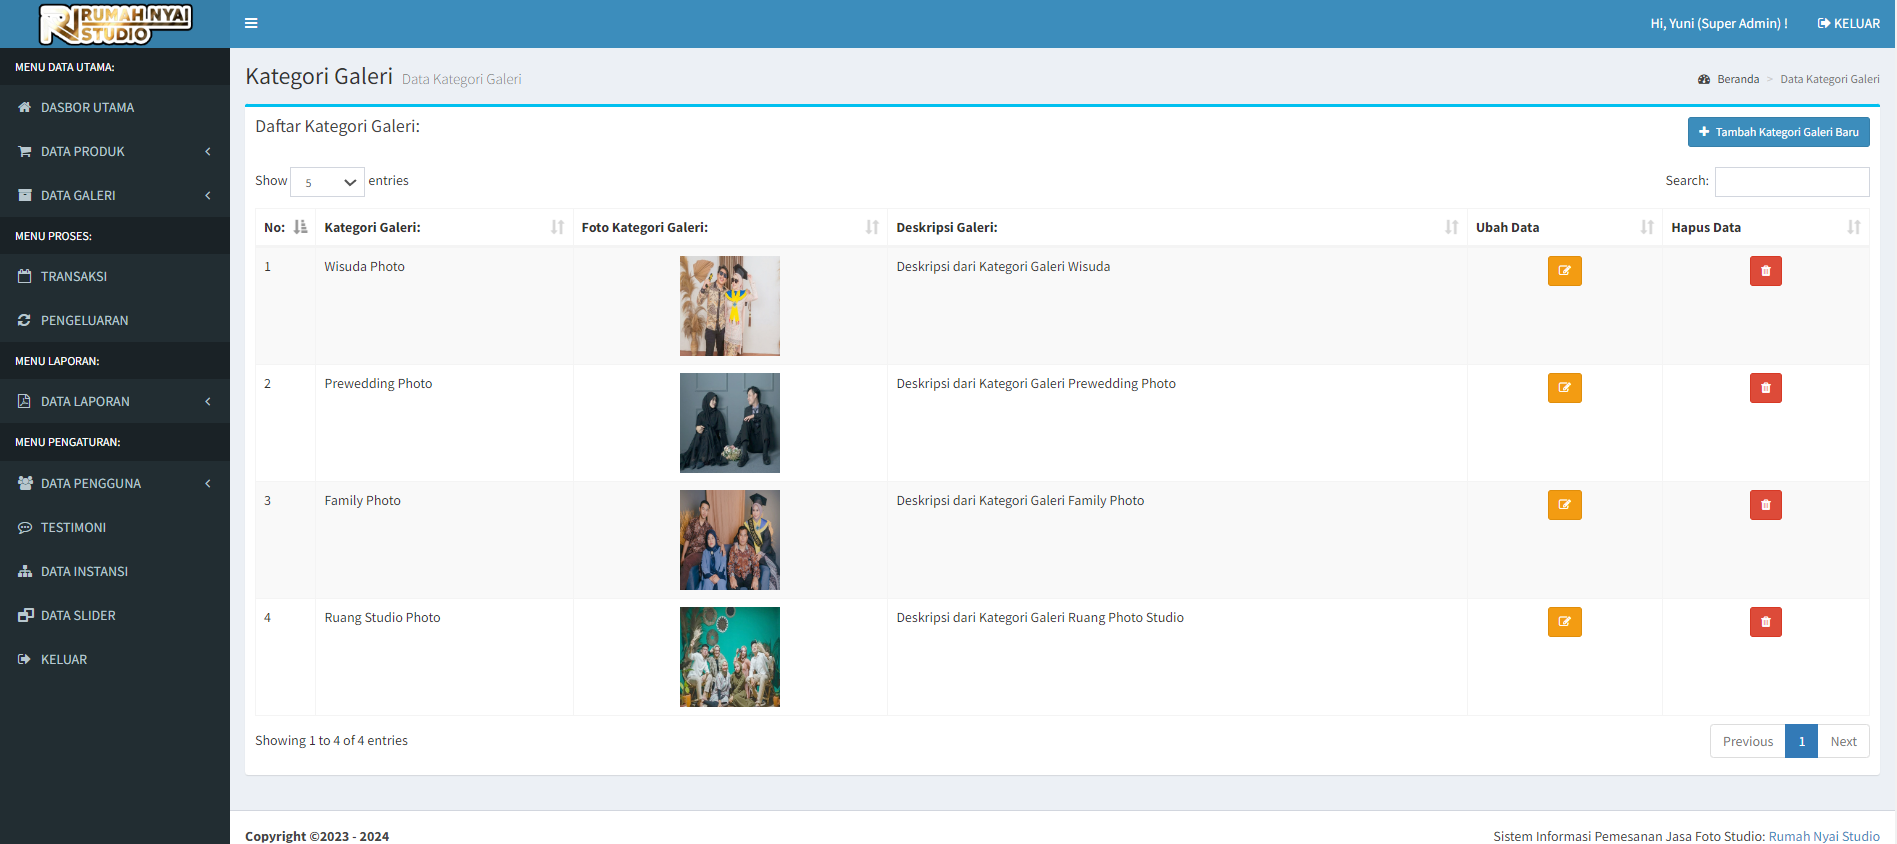 RUMAH NYAI
STUDIO
Hi, Yuni (Super Admin) !
KELUAR
MENU DATA UTAMA:
DASBOR UTAMA
DATA PRODUK
DATA GALERI
MENU PROSES:
TRANSAKSI
PENGELUARAN
MENU LAPORAN:
DATA LAPORAN
MENU PENGATURAN:
DATA PENGGUNA
TESTIMONI
DATA INSTANSI
DATA SLIDER
KELUAR
Kategori Galeri Data Kategori Galeri
Beranda > Data Kategori Galeri
Daftar Kategori Galeri:
Tambah Kategori Galeri Baru
Show 5 entries
Search:
No: Kategori Galeri: Foto Kategori Galeri: Deskripsi Galeri: Ubah Data Hapus Data
1 Wisuda Photo Deskripsi dari Kategori Galeri Wisuda
2 Prewedding Photo Deskripsi dari Kategori Galeri Prewedding Photo
3 Family Photo Deskripsi dari Kategori Galeri Family Photo
4 Ruang Studio Photo Deskripsi dari Kategori Galeri Ruang Photo Studio
Showing 1 to 4 of 4 entries
Previous 1 Next
Copyright ©2023 - 2024
Sistem Informasi Pemesanan Jasa Foto Studio: Rumah Nyai Studio